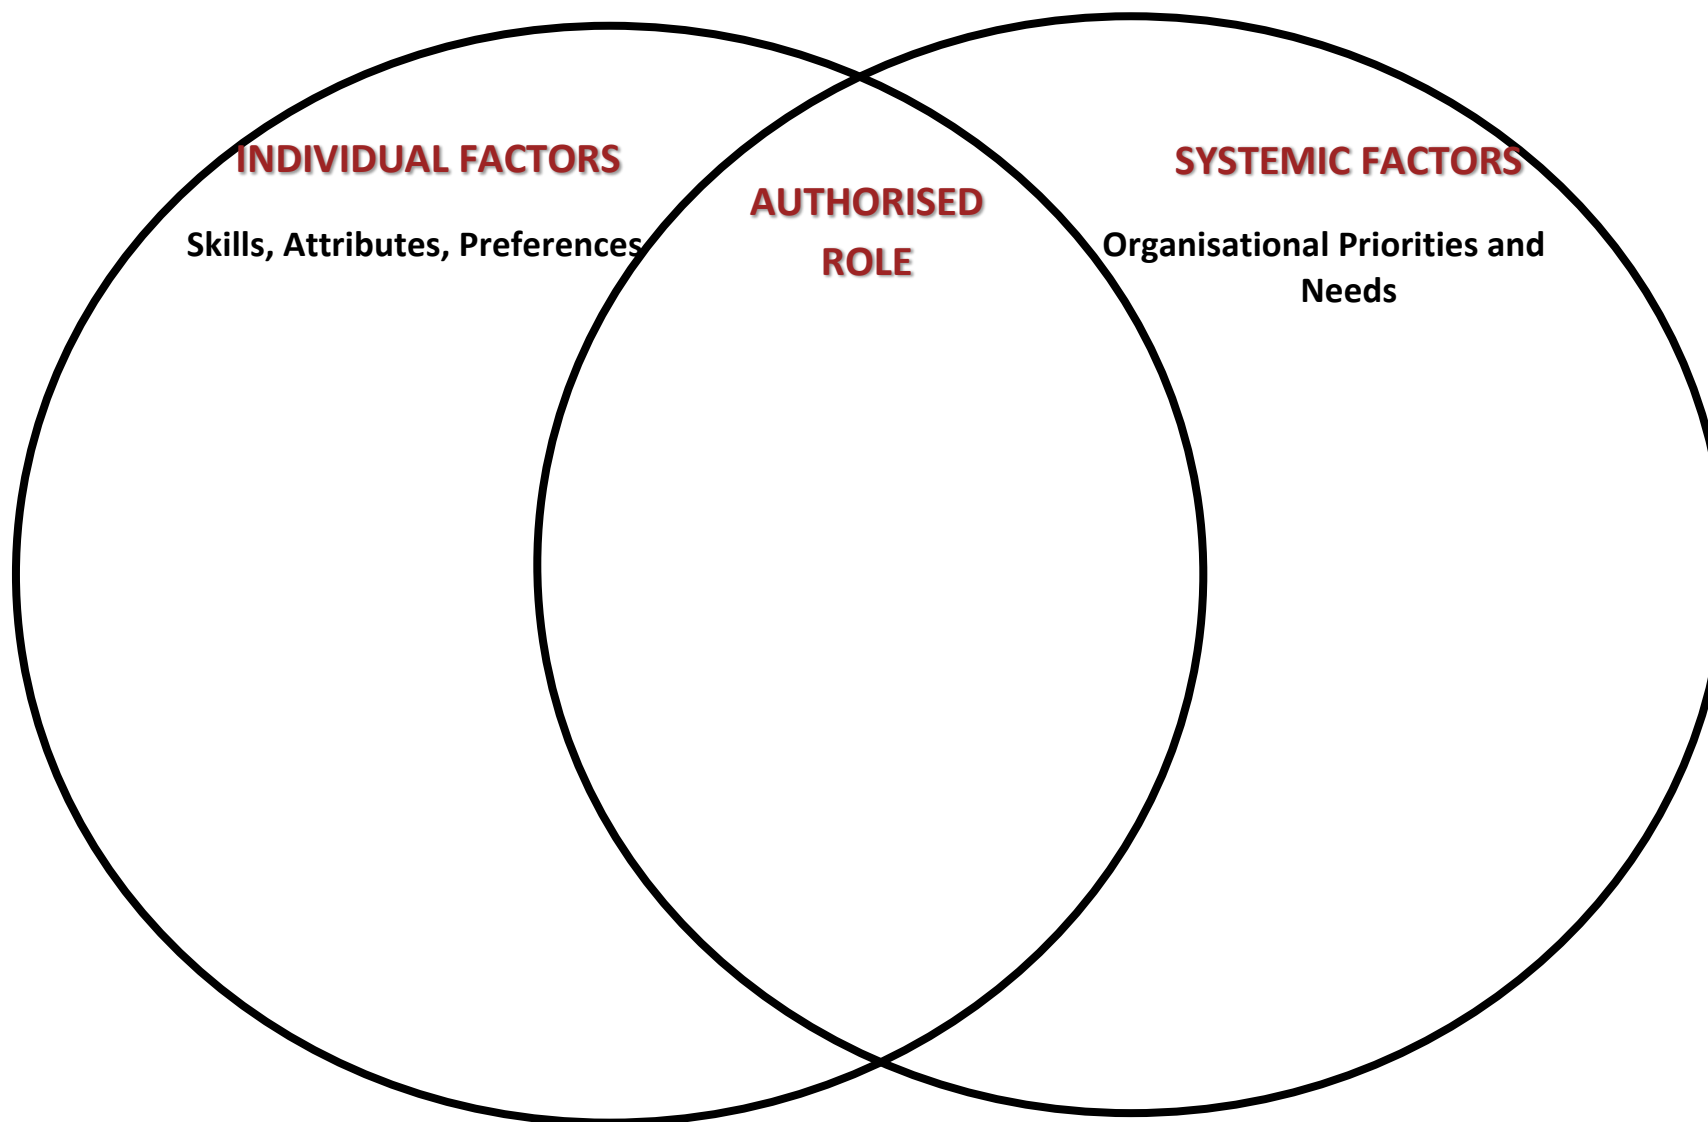 INDIVIDUAL FACTORS
Skills, Attributes, Preferences
AUTHORISED
ROLE
SYSTEMIC FACTORS
Organisational Priorities and
Needs